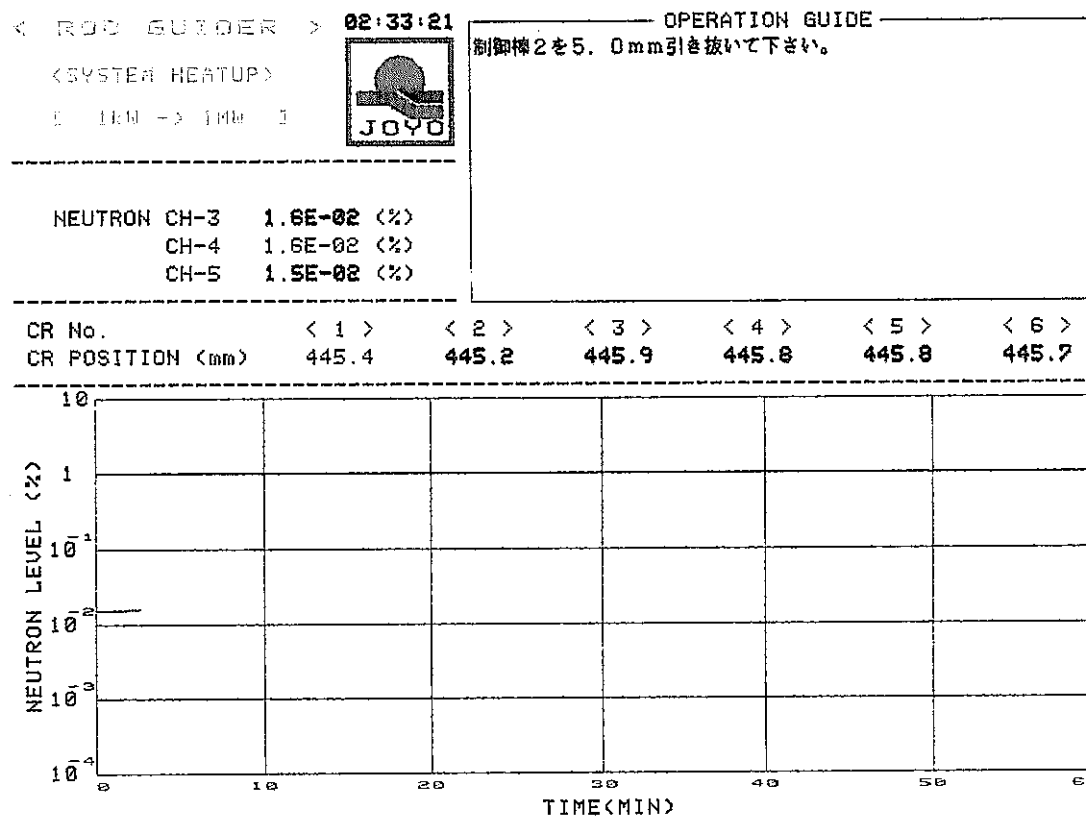 < ROD GUIDER >
02:33:21
<SYSTEM HEATUP>
[ 1kW -> 1MW ]
JOYO
OPERATION GUIDE
制御棒2を5.0mm引き抜いて下さい。
NEUTRON CH-3 1.6E-02 (%)
CH-4 1.6E-02 (%)
CH-5 1.5E-02 (%)
CR No. < 1 > < 2 > < 3 > < 4 > < 5 > < 6 >
CR POSITION (mm) 445.4 445.2 445.9 445.8 445.8 445.7
NEUTRON LEVEL (%)
10
1
10⁻¹
10⁻²
10⁻³
10⁻⁴
0 10 20 30 40 50 6
TIME(MIN)